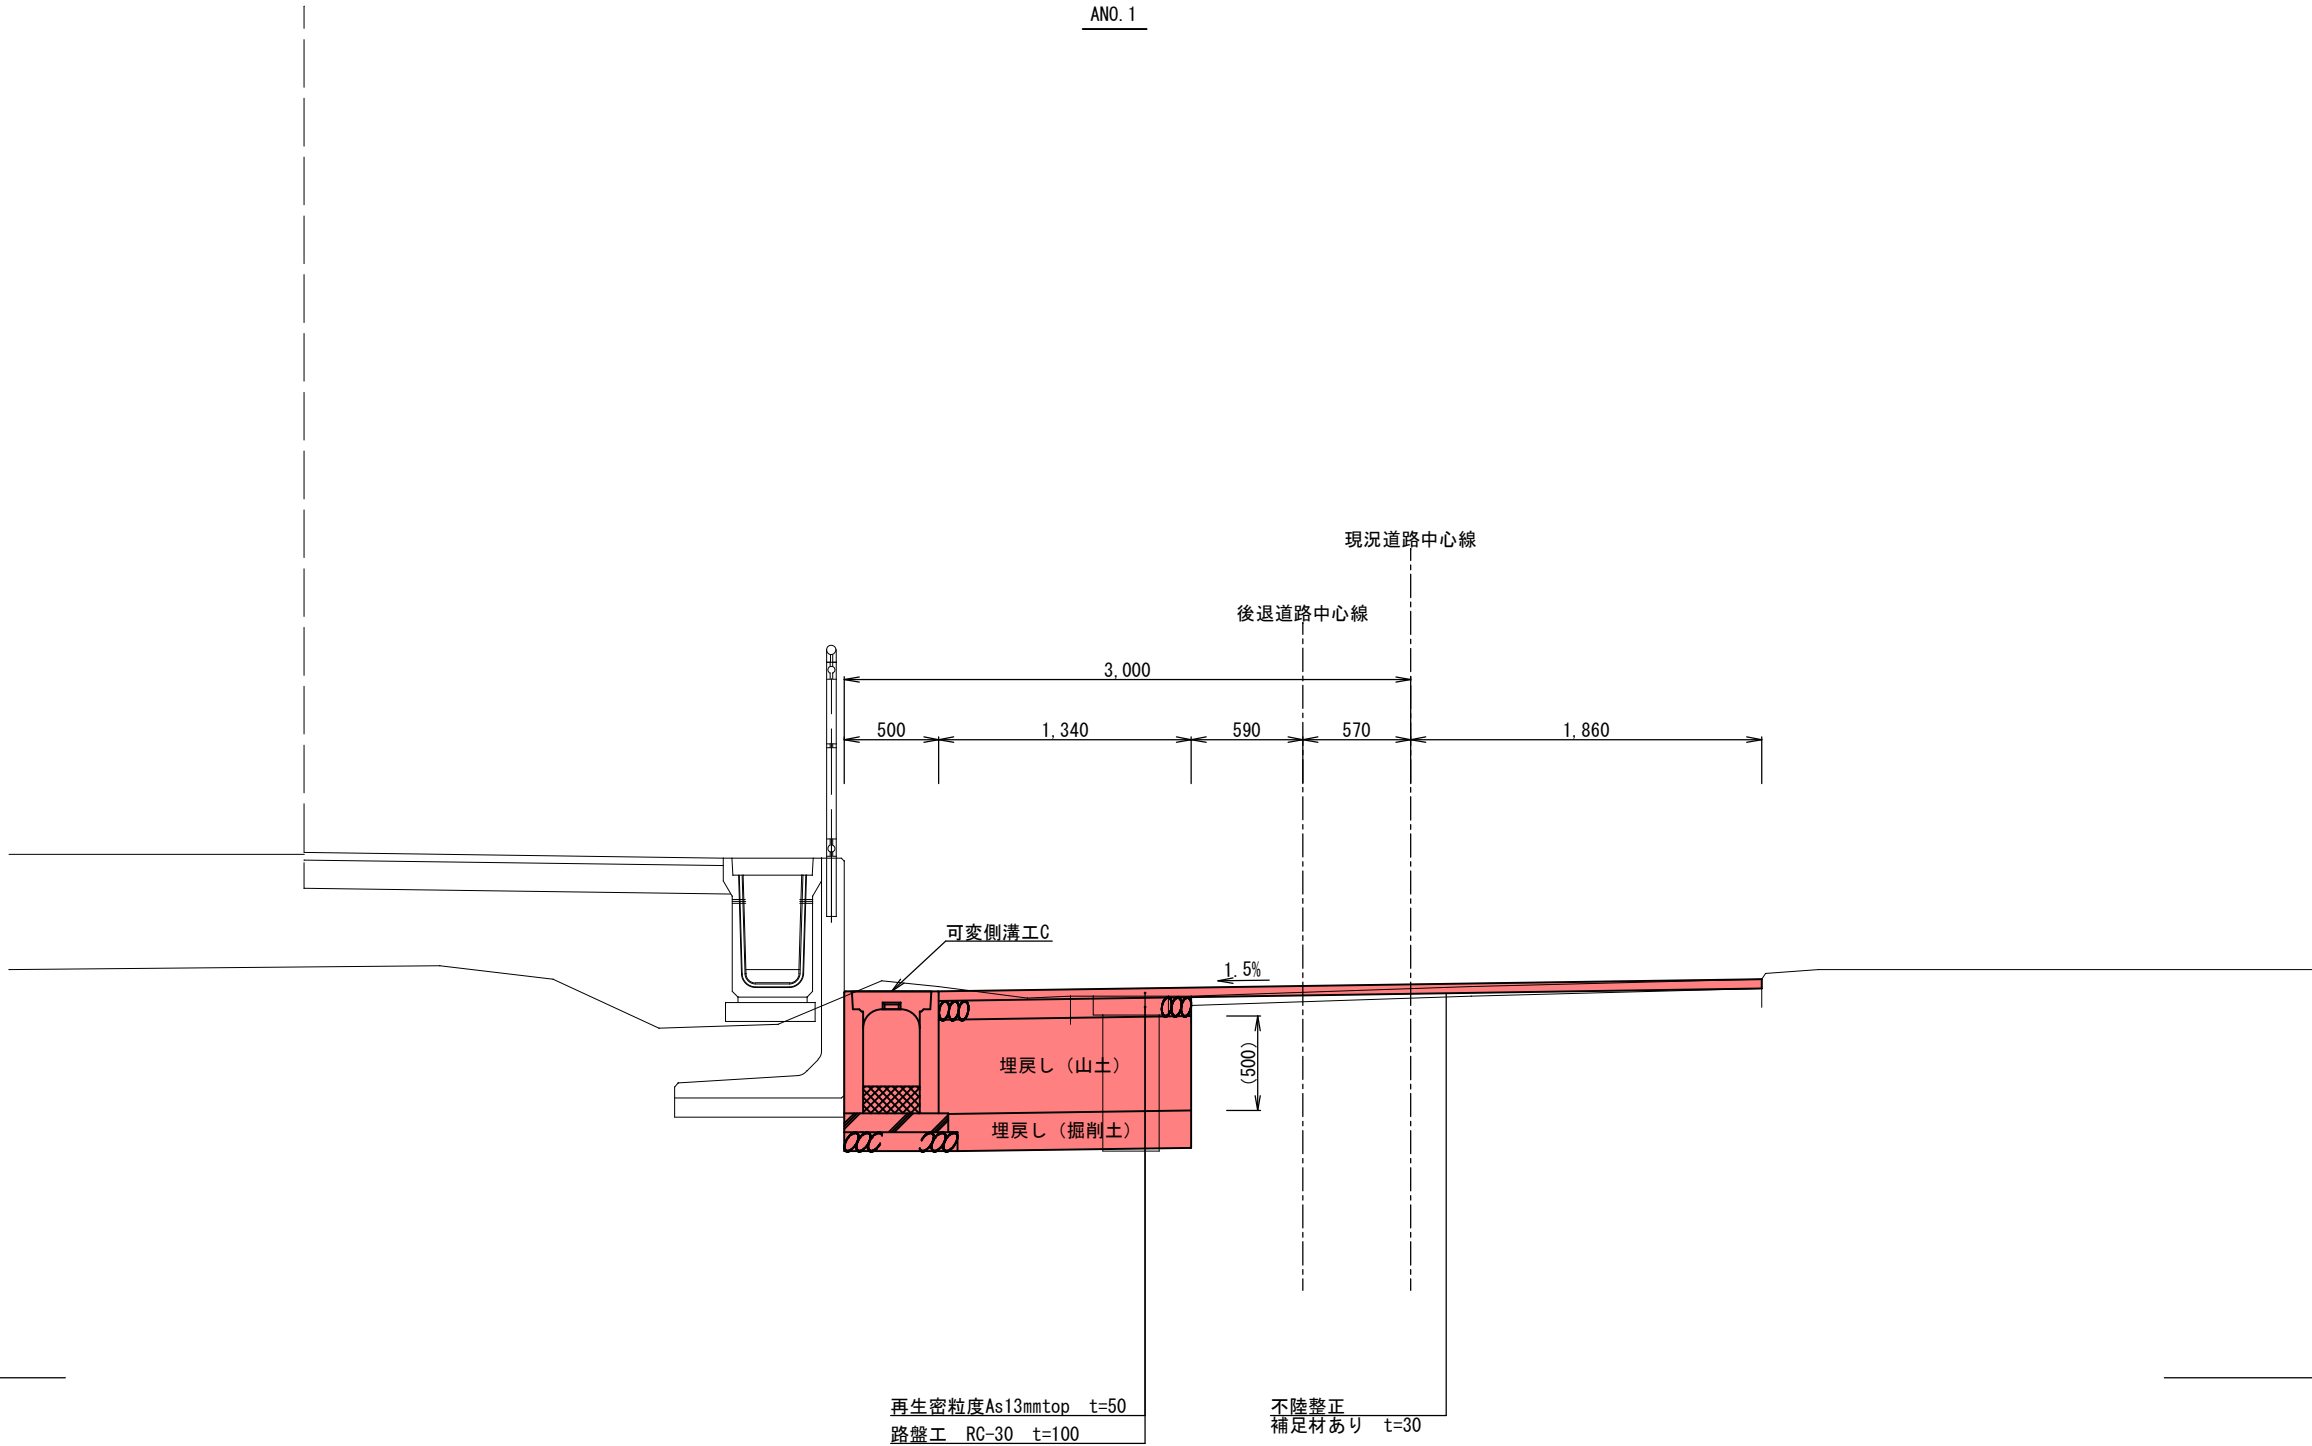 ANO.1
現況道路中心線
後退道路中心線
3,000
500
1,340
590
570
1,860
可変側溝工C
1.5%
埋戻し（山土）
(500)
埋戻し（掘削土）
再生密粒度As13mmtop　t=50
路盤工　RC-30　t=100
不陸整正
補足材あり　t=30